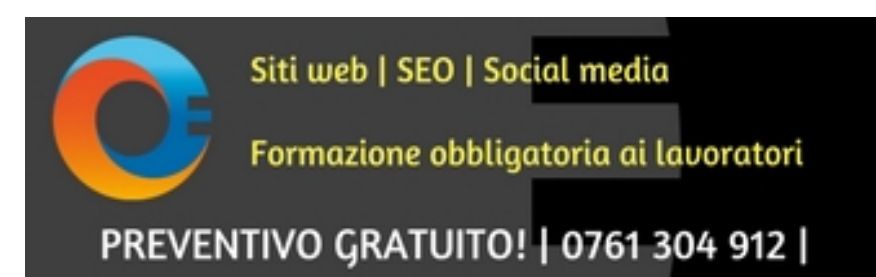 Siti web | SEO | Social media
Formazione obbligatoria ai lavoratori
PREVENTIVO GRATUITO! | 0761 304 912 |